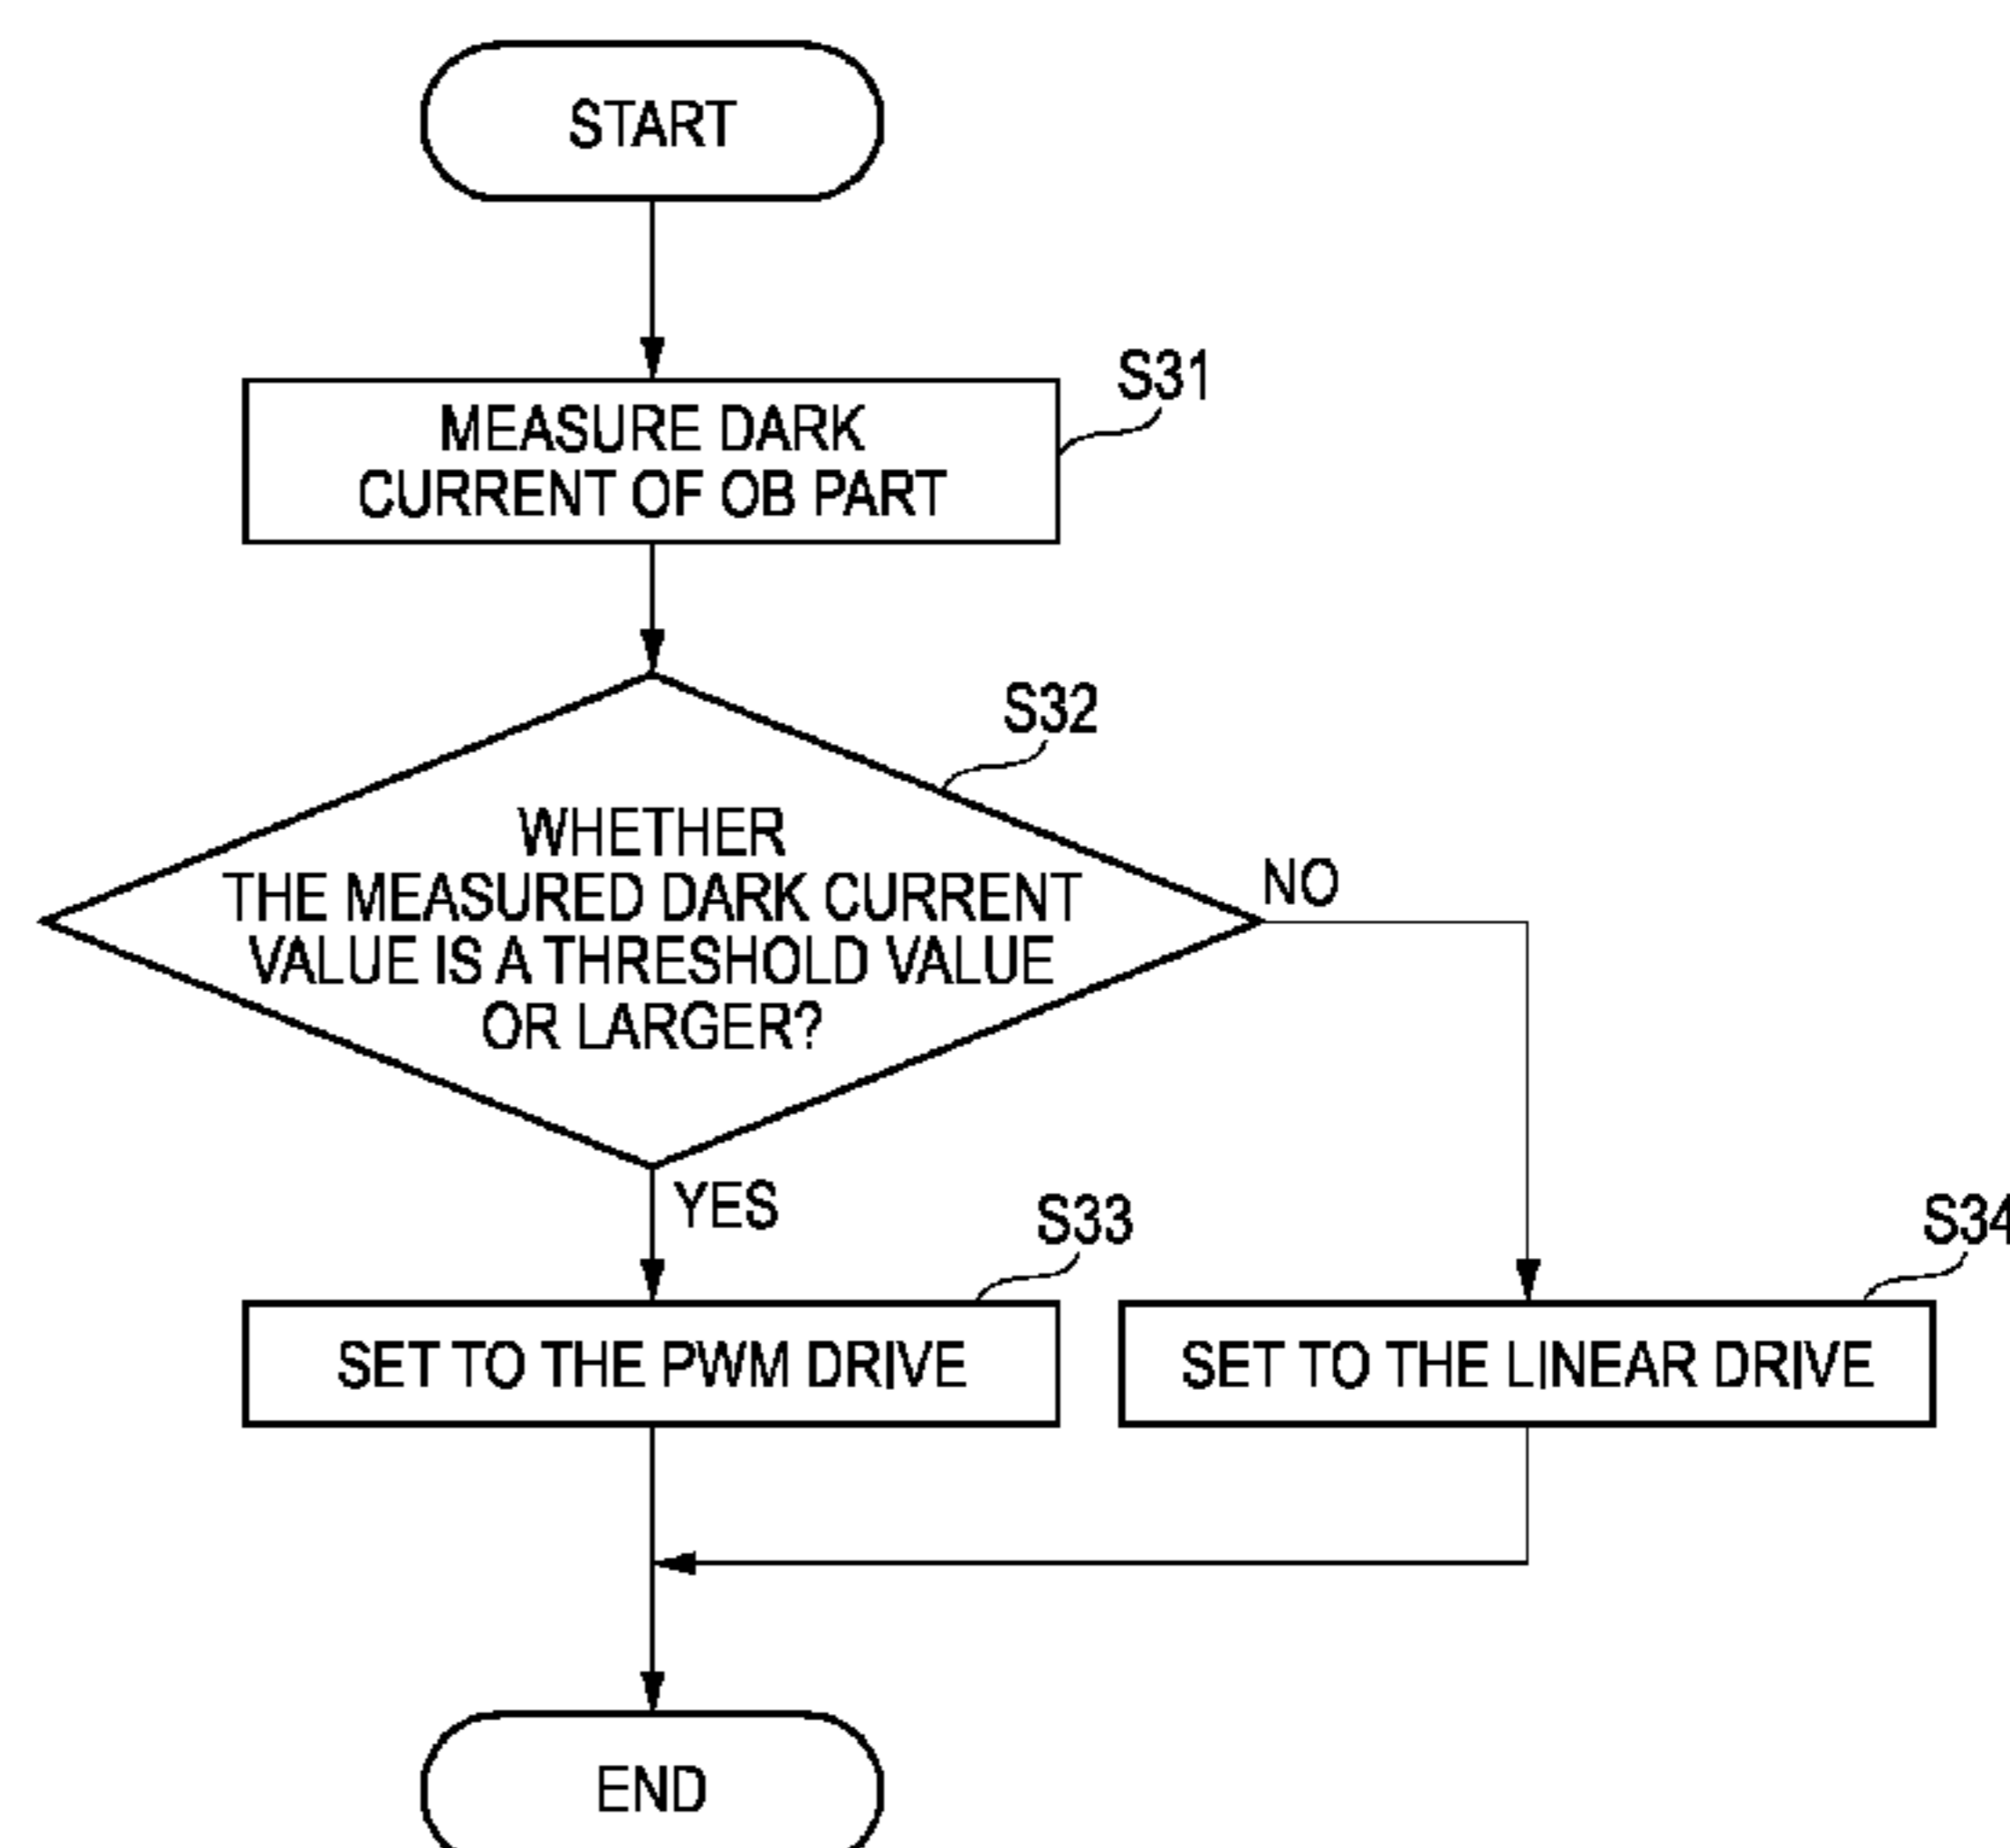 START
S31
MEASURE DARK
CURRENT OF OB PART
S32
WHETHER
THE MEASURED DARK CURRENT
VALUE IS A THRESHOLD VALUE
OR LARGER?
NO
YES
S33
S34
SET TO THE PWM DRIVE
SET TO THE LINEAR DRIVE
END